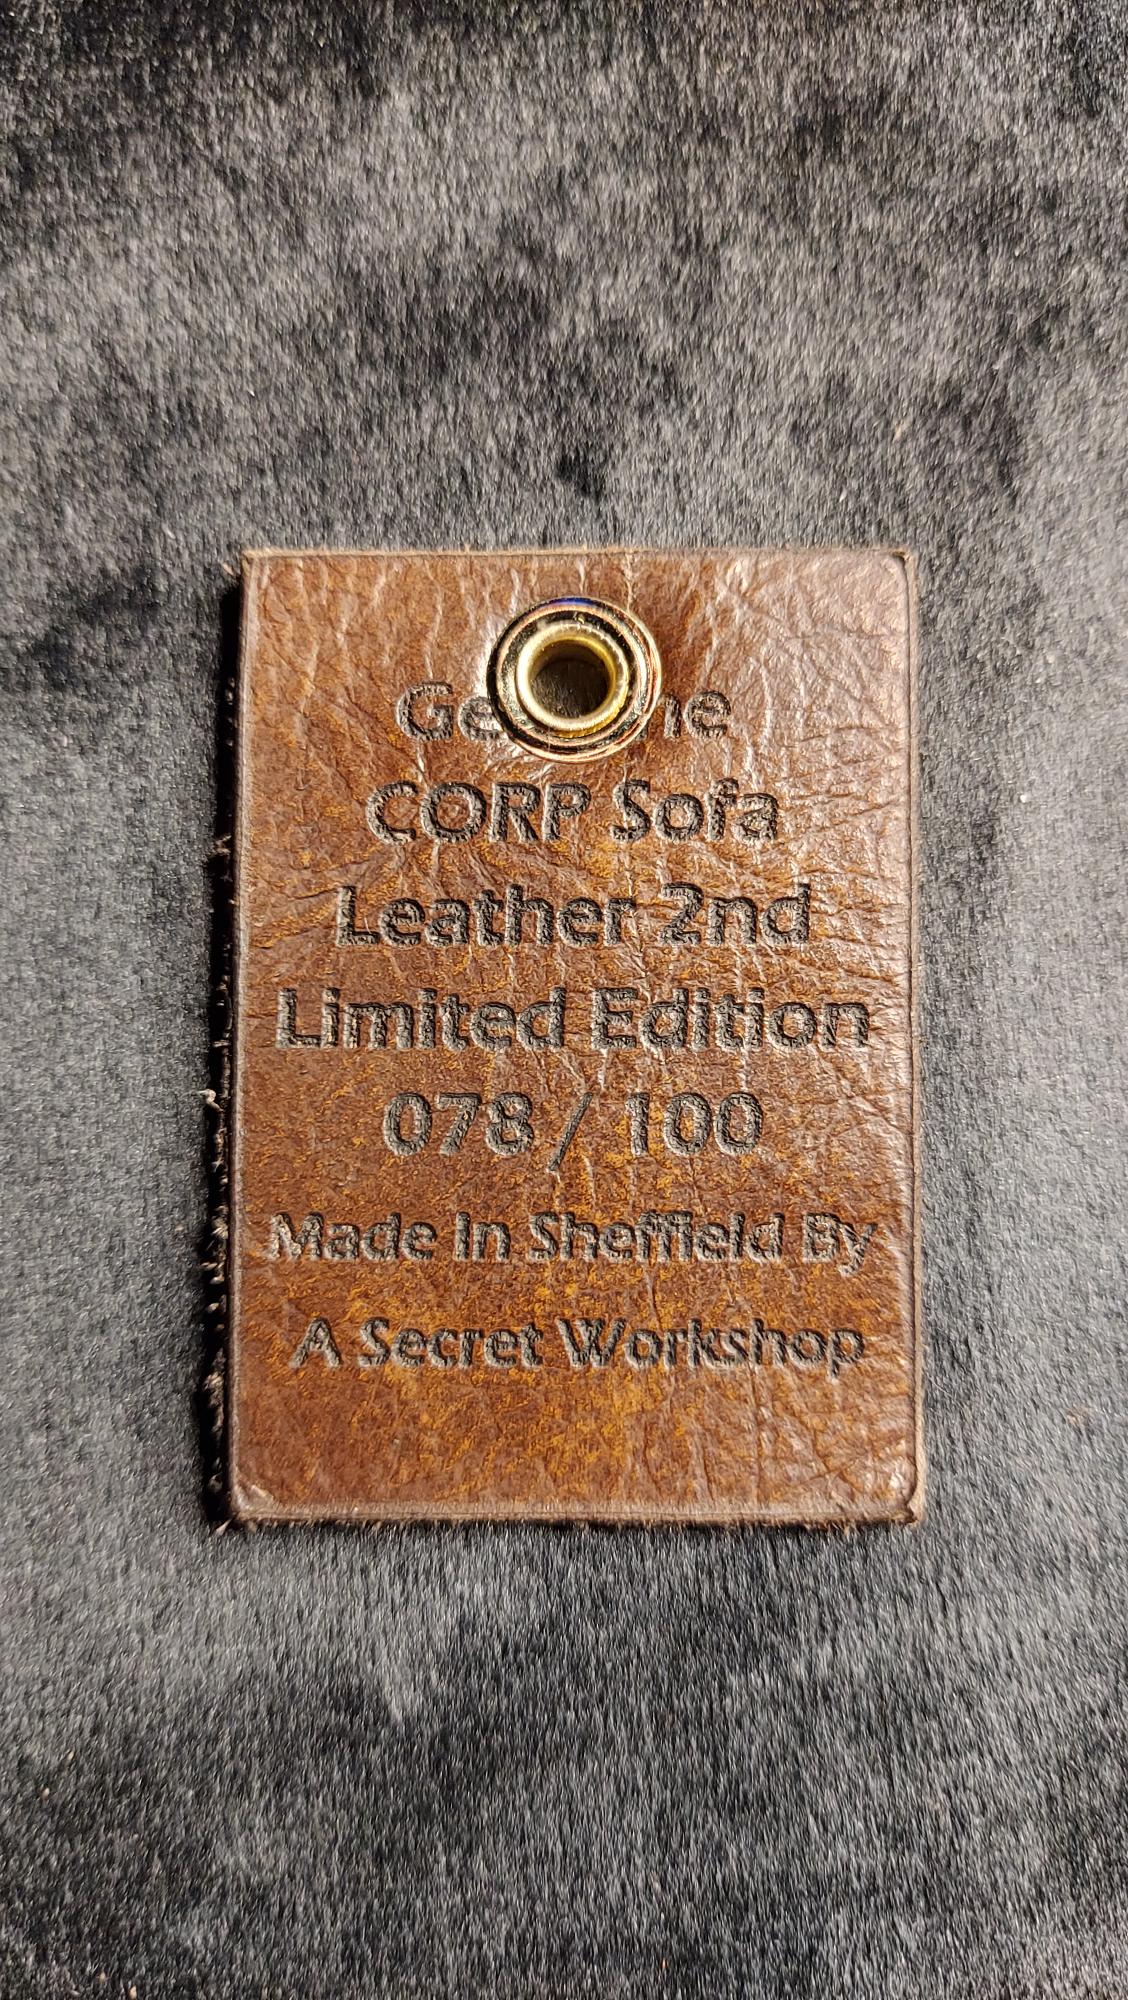 CORP Sofa
Leather 2nd
Limited Edition
078 / 100
Made In Sheffield By
A Secret Workshop